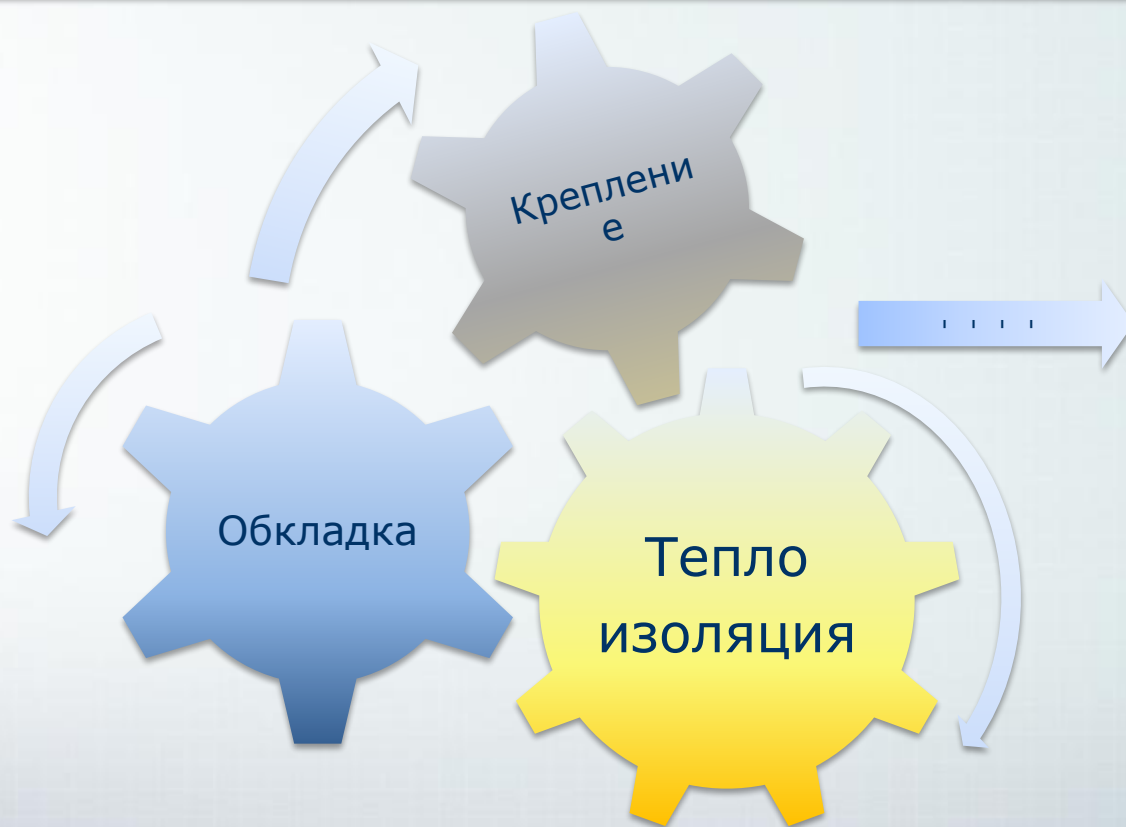 Креплени
е
Обкладка
Тепло
изоляция